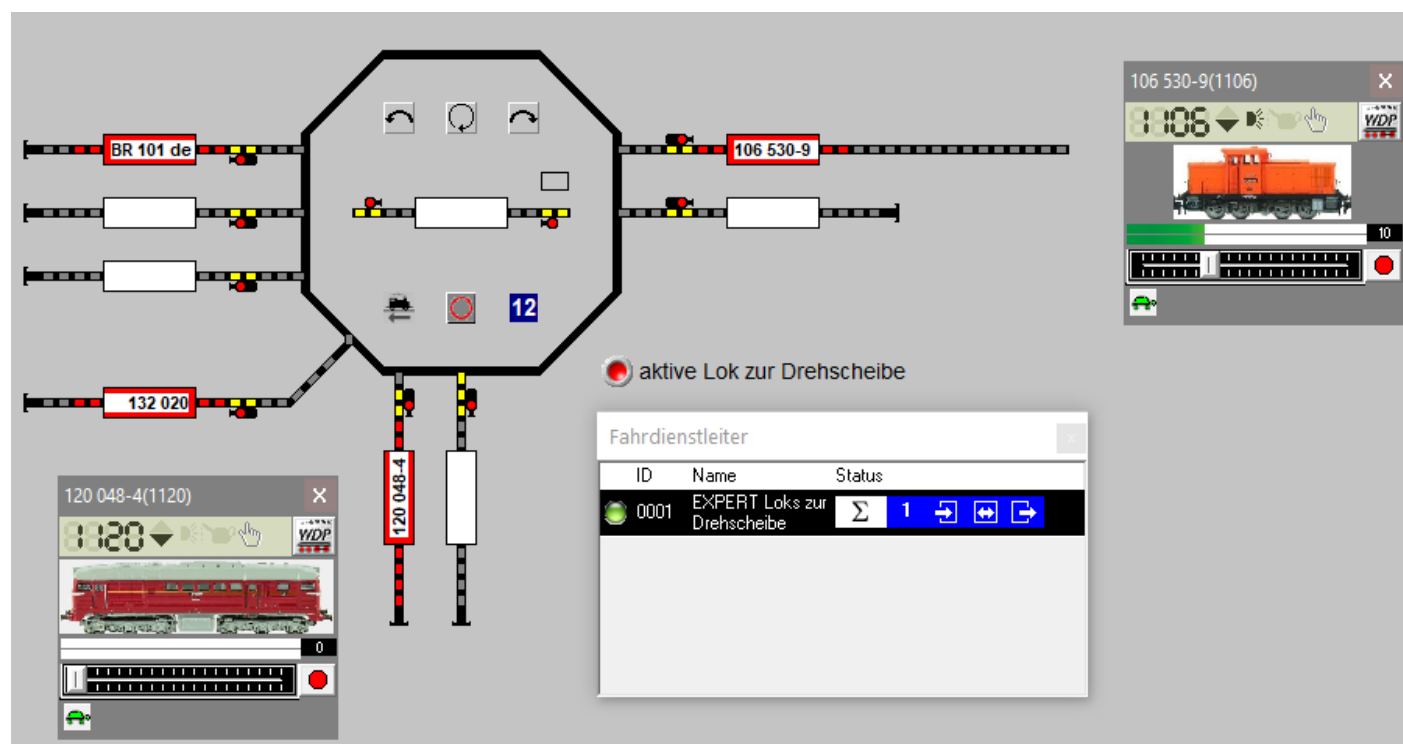 106 530-9(1106)
1106
WDP
10
BR 101 de
106 530-9
12
132 020
120 048-4
aktive Lok zur Drehscheibe
Fahrdienstleiter
ID Name Status
0001 EXPERT Loks zur Drehscheibe Σ 1
120 048-4(1120)
1120
WDP
0